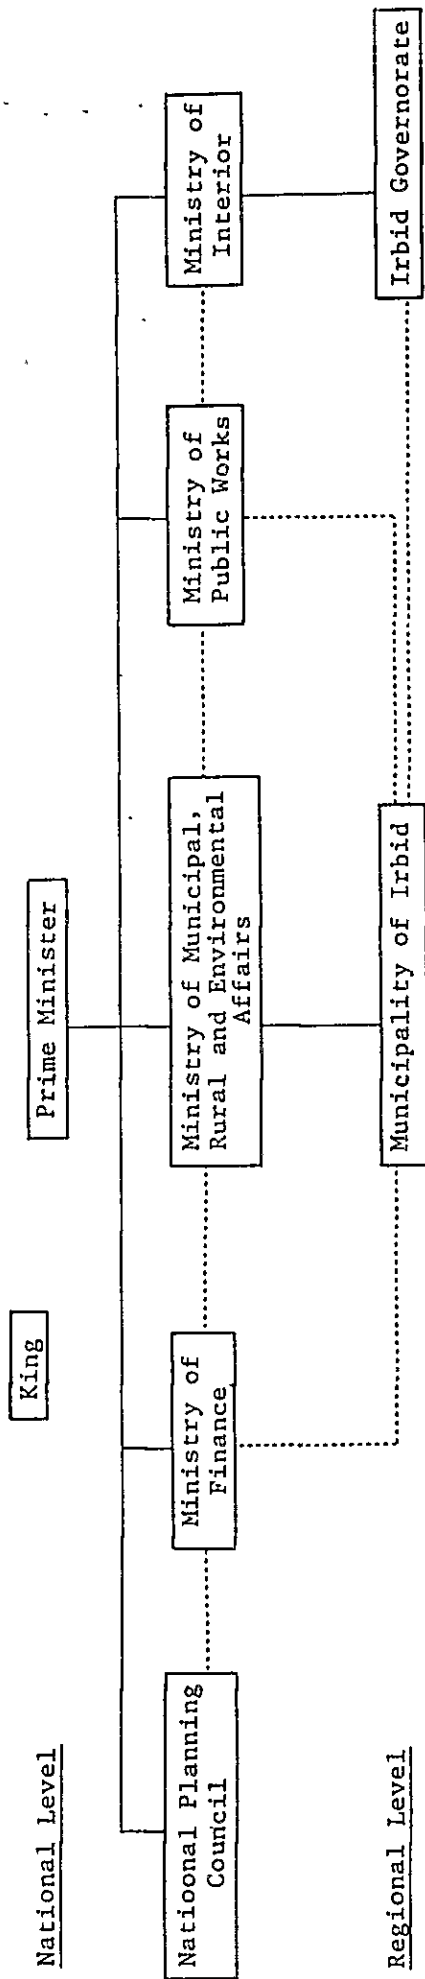 National Level
King
Prime Minister
Natioonal Planning
Council
Ministry of
Finance
Ministry of Municipal,
Rural and Environmental
Affairs
Ministry of
Public Works
Ministry of
Interior
Regional Level
Municipality of Irbid
Irbid Governorate